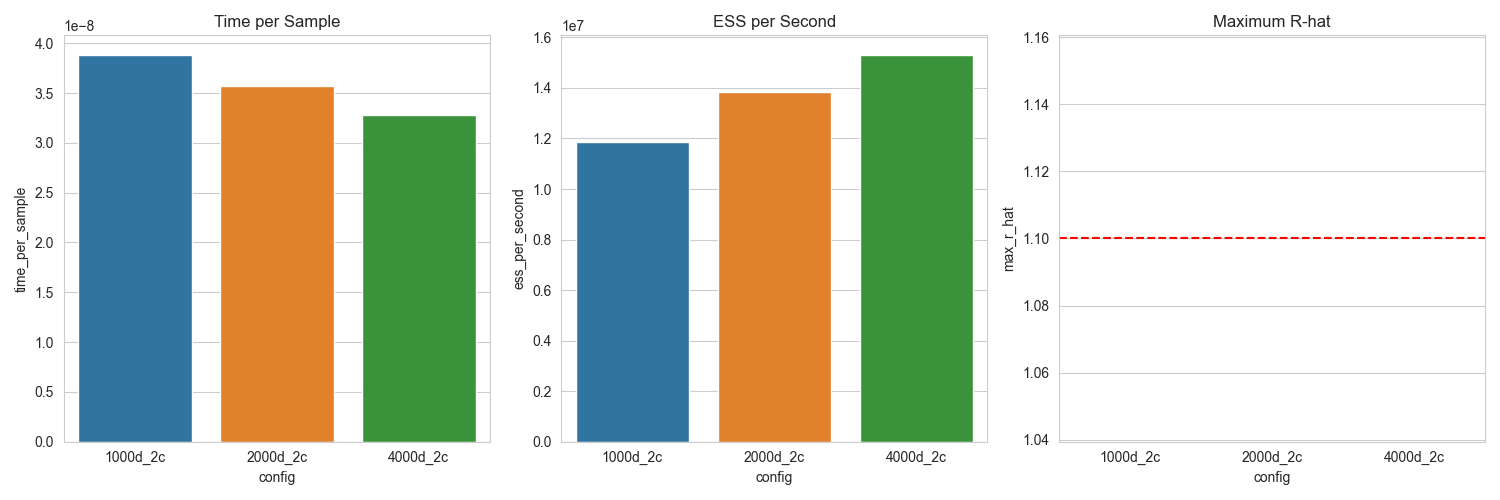 Time per Sample
1e−8
4.0
3.5
3.0
2.5
2.0
1.5
1.0
0.5
0.0
time_per_sample
1000d_2c 2000d_2c 4000d_2c
config
ESS per Second
1e7
1.6
1.4
1.2
1.0
0.8
0.6
0.4
0.2
0.0
ess_per_second
1000d_2c 2000d_2c 4000d_2c
config
Maximum R-hat
1.16
1.14
1.12
1.10
1.08
1.06
1.04
max_r_hat
1000d_2c 2000d_2c 4000d_2c
config